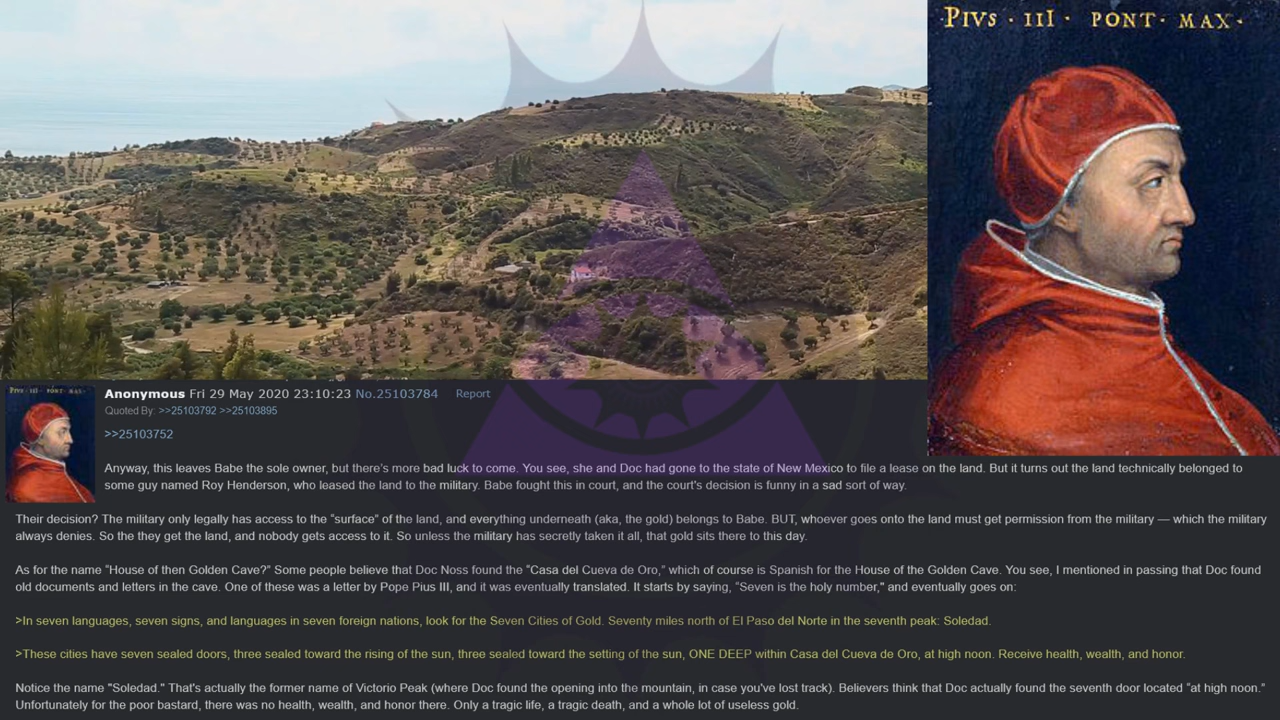 ·PIVS · III · PONT · MAX ·
PIVS · III · PONT · MAX ·
Anonymous Fri 29 May 2020 23:10:23 No.25103784 Report
Quoted By: >>25103792 >>25103895
>>25103752
Anyway, this leaves Babe the sole owner, but there's more bad luck to come. You see, she and Doc had gone to the state of New Mexico to file a lease on the land. But it turns out the land technically belonged to
some guy named Roy Henderson, who leased the land to the military. Babe fought this in court, and the court's decision is funny in a sad sort of way.
Their decision? The military only legally has access to the “surface” of the land, and everything underneath (aka, the gold) belongs to Babe. BUT, whoever goes onto the land must get permission from the military — which the military
always denies. So the they get the land, and nobody gets access to it. So unless the military has secretly taken it all, that gold sits there to this day.
As for the name “House of then Golden Cave?” Some people believe that Doc Noss found the “Casa del Cueva de Oro,” which of course is Spanish for the House of the Golden Cave. You see, I mentioned in passing that Doc found
old documents and letters in the cave. One of these was a letter by Pope Pius III, and it was eventually translated. It starts by saying, “Seven is the holy number," and eventually goes on:
>In seven languages, seven signs, and languages in seven foreign nations, look for the Seven Cities of Gold. Seventy miles north of El Paso del Norte in the seventh peak: Soledad.
>These cities have seven sealed doors, three sealed toward the rising of the sun, three sealed toward the setting of the sun, ONE DEEP within Casa del Cueva de Oro, at high noon. Receive health, wealth, and honor.
Notice the name "Soledad." That's actually the former name of Victorio Peak (where Doc found the opening into the mountain, in case you've lost track). Believers think that Doc actually found the seventh door located “at high noon.”
Unfortunately for the poor bastard, there was no health, wealth, and honor there. Only a tragic life, a tragic death, and a whole lot of useless gold.